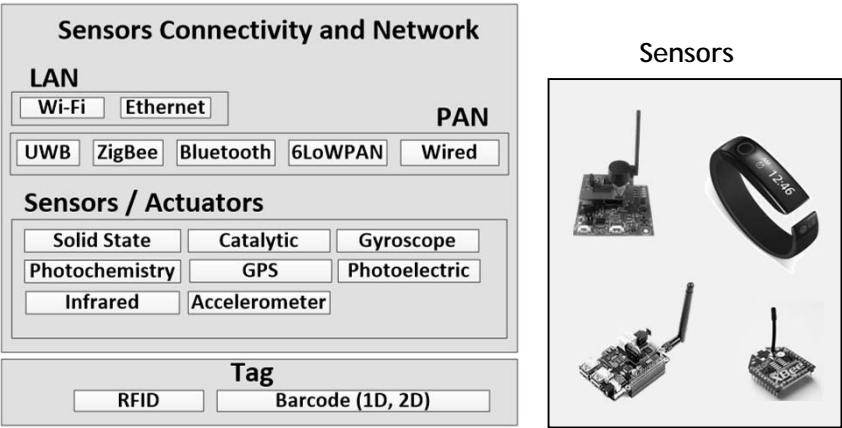 Sensors Connectivity and Network
LAN
Wi-Fi Ethernet
PAN
UWB ZigBee Bluetooth 6LoWPAN Wired
Sensors / Actuators
Solid State Catalytic Gyroscope
Photochemistry GPS Photoelectric
Infrared Accelerometer
Tag
RFID Barcode (1D, 2D)
Sensors
12:46
XBee